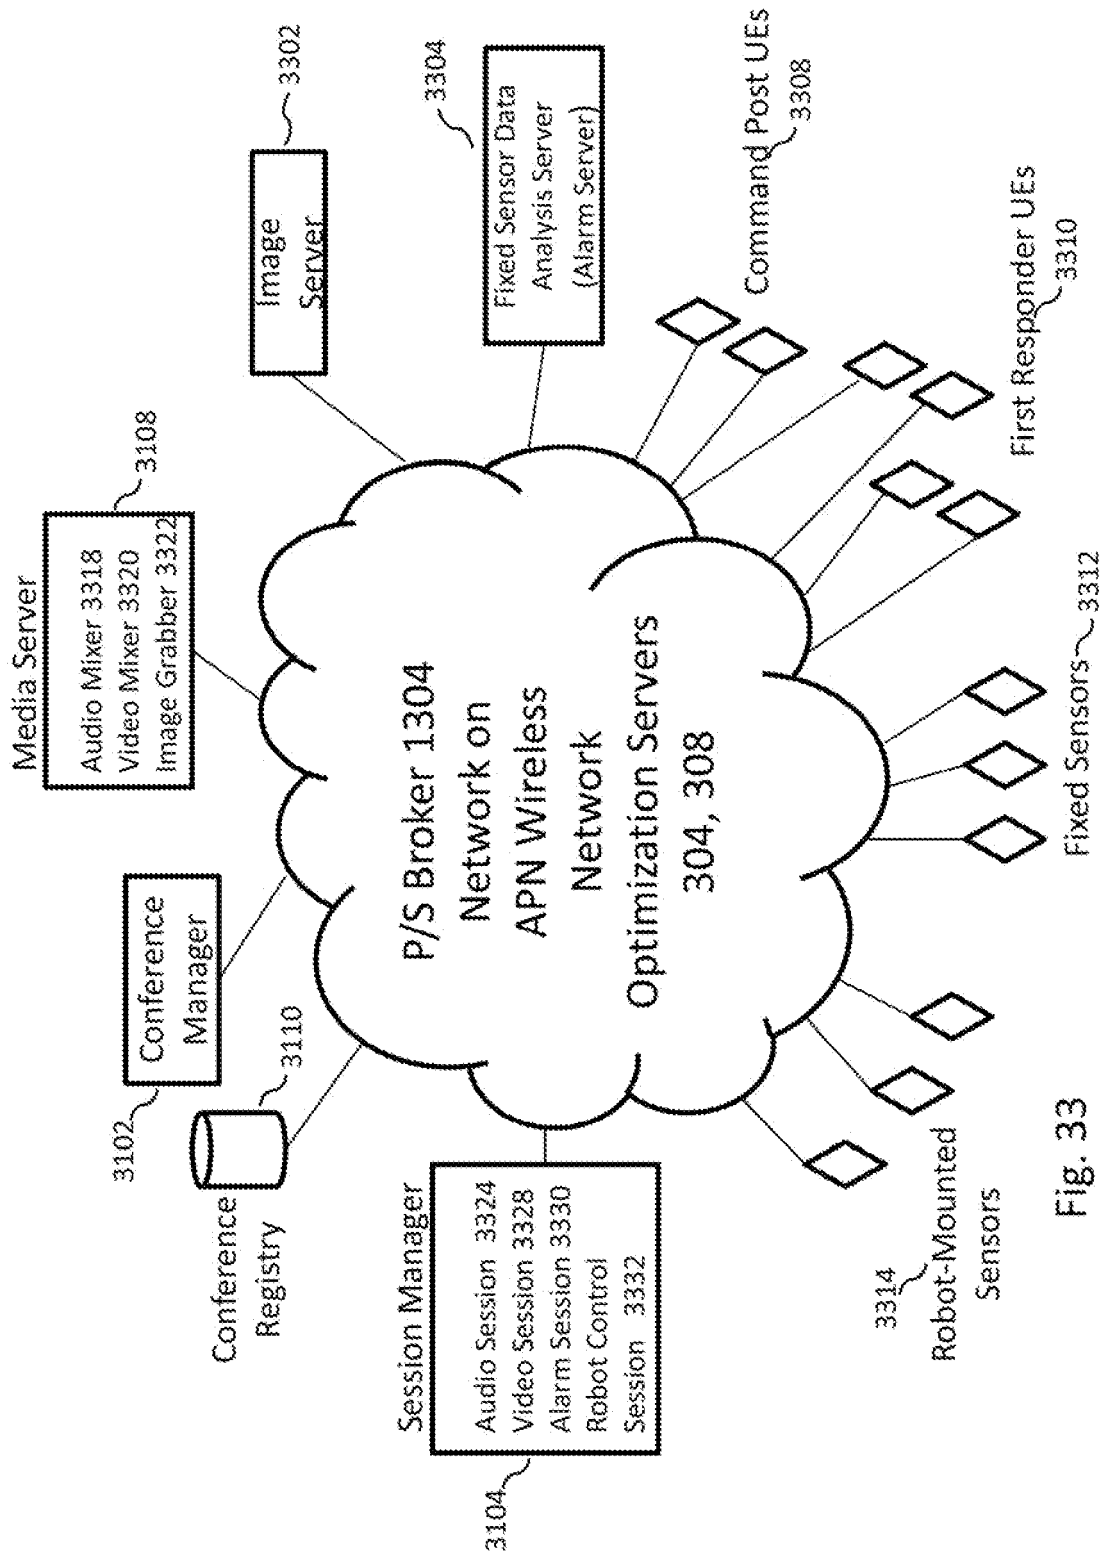 Media Server
3108
Audio Mixer 3318
Video Mixer 3320
Image Grabber 3322
3302
Image
Server
3102
Conference
Manager
3110
Conference
Registry
3304
Fixed Sensor Data
Analysis Server
(Alarm Server)
Session Manager
Audio Session 3324
Video Session 3328
Alarm Session 3330
Robot Control
Session 3332
3104
P/S Broker 1304
Network on
APN Wireless
Network
Optimization Servers
304, 308
Command Post UEs
3308
First Responder UEs
3310
Fixed Sensors
3312
3314
Robot-Mounted
Sensors
Fig. 33